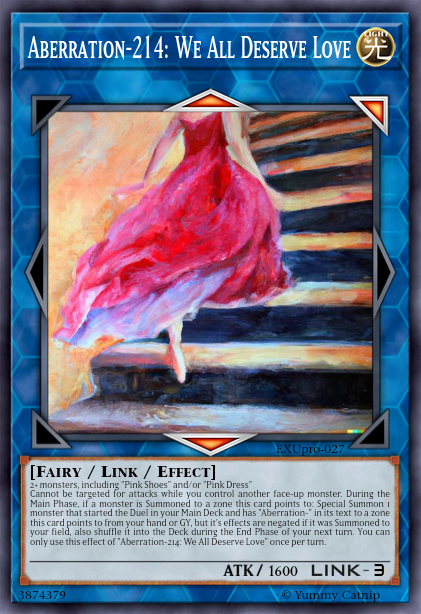 ABERRATION-214: WE ALL DESERVE LOVE
LIGHT
光
EXUpro-027
[FAIRY / LINK / EFFECT]
2+ monsters, including "Pink Shoes" and/or "Pink Dress"
Cannot be targeted for attacks while you control another face-up monster. During the
Main Phase, if a monster is Summoned to a zone this card points to: Special Summon 1
monster that started the Duel in your Main Deck and has "Aberration-" in its text to a zone
this card points to from your hand or GY, but it's effects are negated if it was Summoned to
your field, also shuffle it into the Deck during the End Phase of your next turn. You can
only use this effect of "Aberration-214: We All Deserve Love" once per turn.
ATK / 1600 LINK-3
3874379 © Yummy Catnip